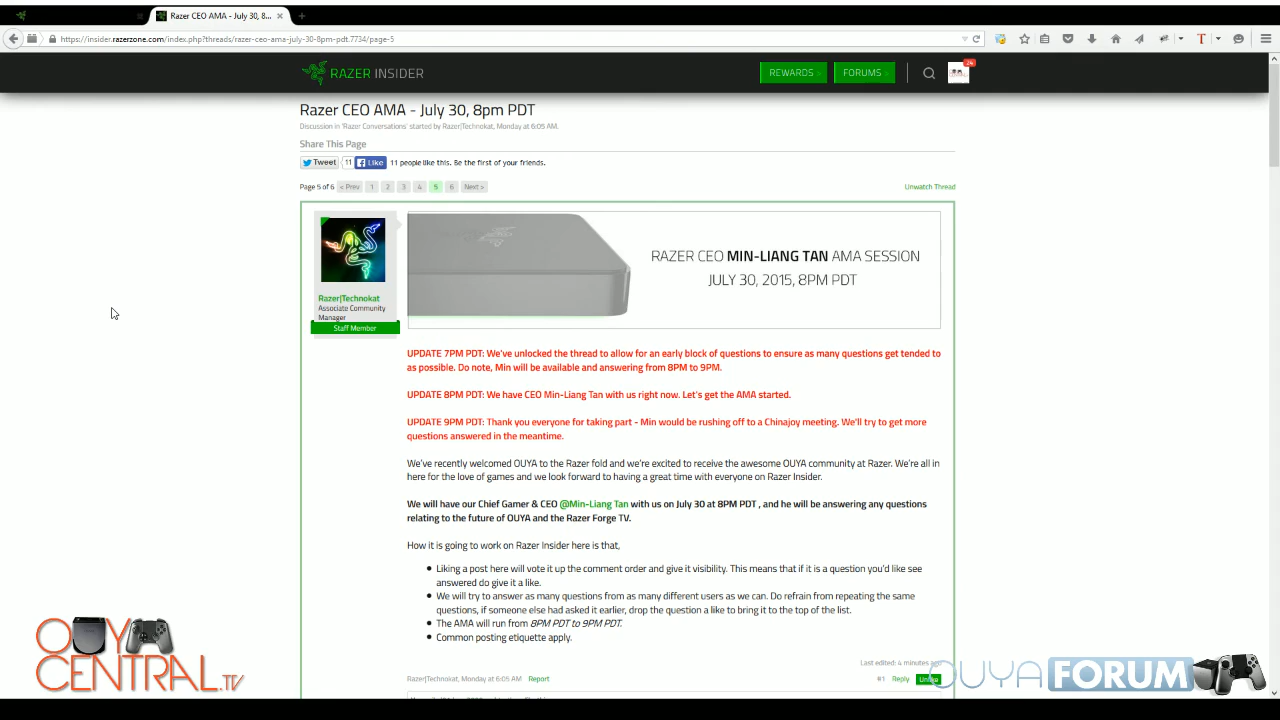 Razer CEO AMA - July 30, 8...
https://insider.razerzone.com/index.php?threads/razer-ceo-ama-july-30-8pm-pdt.7734/page-5
RAZER INSIDER
REWARDS
FORUMS
24
Razer CEO AMA - July 30, 8pm PDT
Discussion in 'Razer Conversations' started by Razer|Technokat, Monday at 6:05 AM.
Share This Page
Tweet 11 Like 11 people like this. Be the first of your friends.
Page 5 of 6 < Prev 1 2 3 4 5 6 Next > Unwatch Thread
RAZER CEO MIN-LIANG TAN AMA SESSION
JULY 30, 2015, 8PM PDT
Razer|Technokat
Associate Community
Manager
Staff Member
UPDATE 7PM PDT: We've unlocked the thread to allow for an early block of questions to ensure as many questions get tended to
as possible. Do note, Min will be available and answering from 8PM to 9PM.
UPDATE 8PM PDT: We have CEO Min-Liang Tan with us right now. Let's get the AMA started.
UPDATE 9PM PDT: Thank you everyone for taking part - Min would be rushing off to a Chinajoy meeting. We'll try to get more
questions answered in the meantime.
We've recently welcomed OUYA to the Razer fold and we're excited to receive the awesome OUYA community at Razer. We're all in
here for the love of games and we look forward to having a great time with everyone on Razer Insider.
We will have our Chief Gamer & CEO @Min-Liang Tan with us on July 30 at 8PM PDT , and he will be answering any questions
relating to the future of OUYA and the Razer Forge TV.
How it is going to work on Razer Insider here is that,
Liking a post here will vote it up the comment order and give it visibility. This means that if it is a question you'd like see
answered do give it a like.
We will try to answer as many questions from as many different users as we can. Do refrain from repeating the same
questions, if someone else had asked it earlier, drop the question a like to bring it to the top of the list.
The AMA will run from 8PM PDT to 9PM PDT.
Common posting etiquette apply.
Last edited: 4 minutes ago
Razer|Technokat, Monday at 6:05 AM Report #1 Reply Unlike
OUYA
CENTRAL.TV
OUYAFORUM